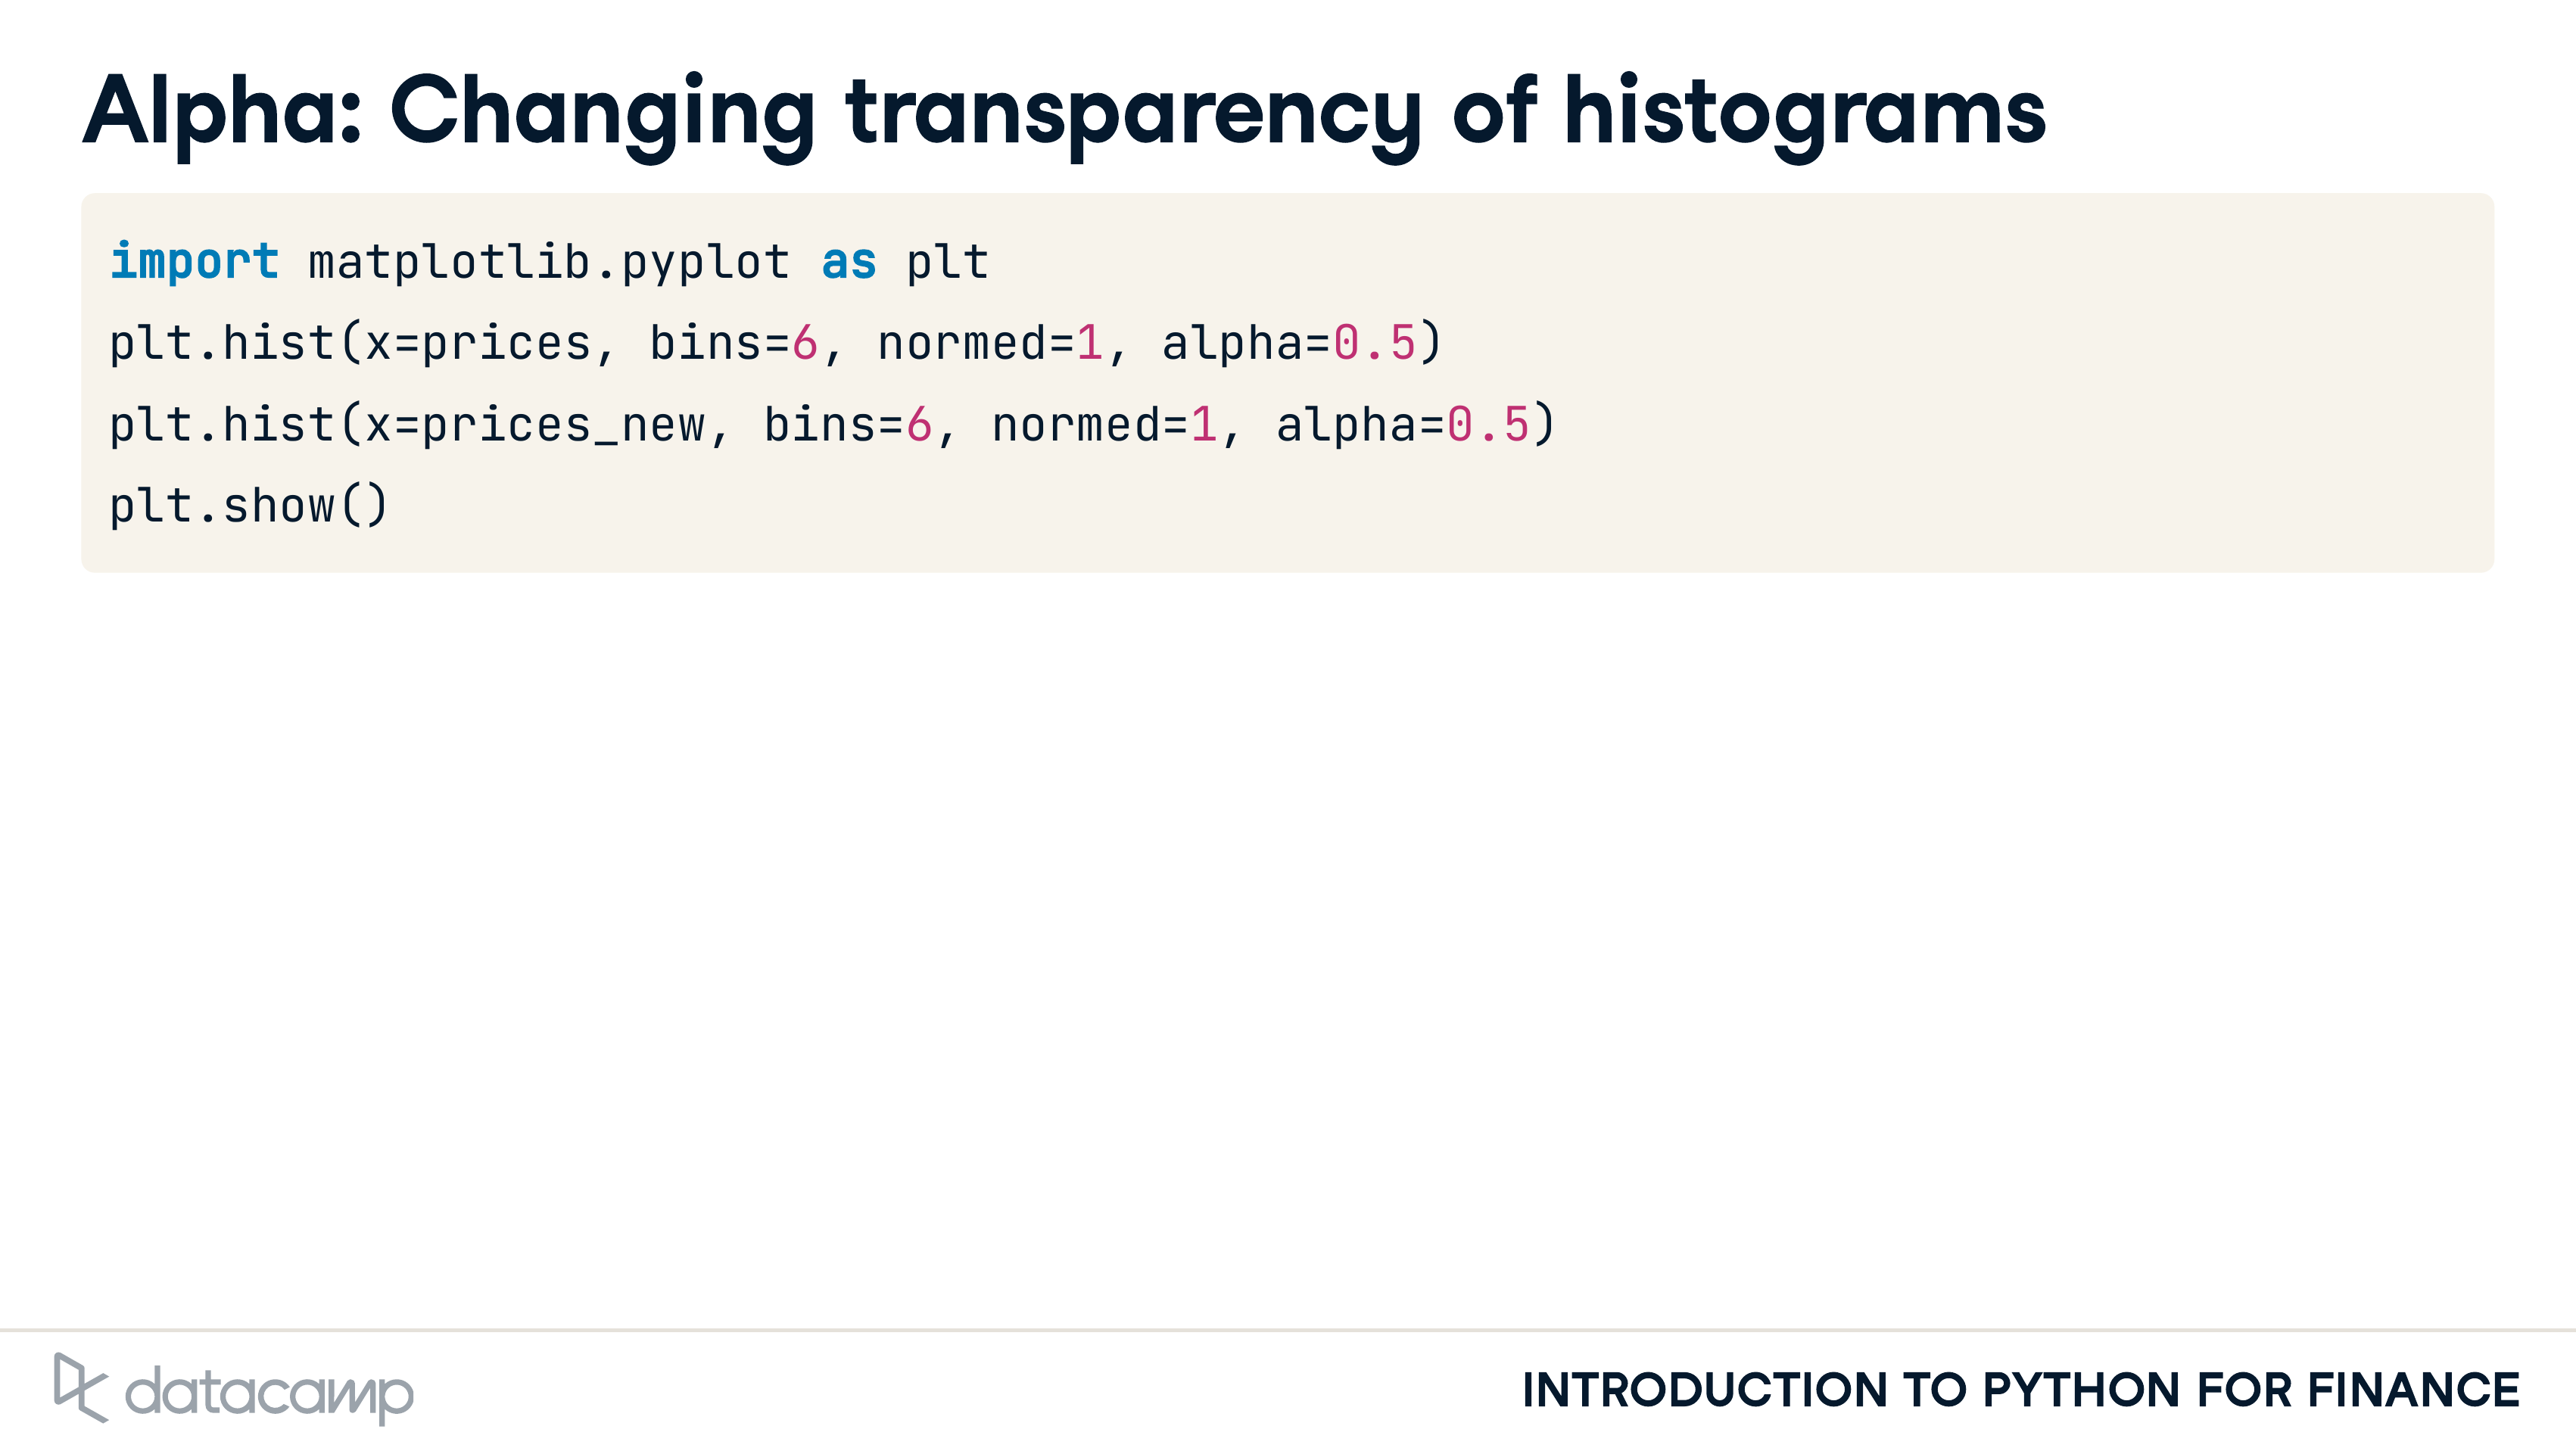 Alpha: Changing transparency of histograms
import matplotlib.pyplot as plt
plt.hist(x=prices, bins=6, normed=1, alpha=0.5)
plt.hist(x=prices_new, bins=6, normed=1, alpha=0.5)
plt.show()
datacamp
INTRODUCTION TO PYTHON FOR FINANCE